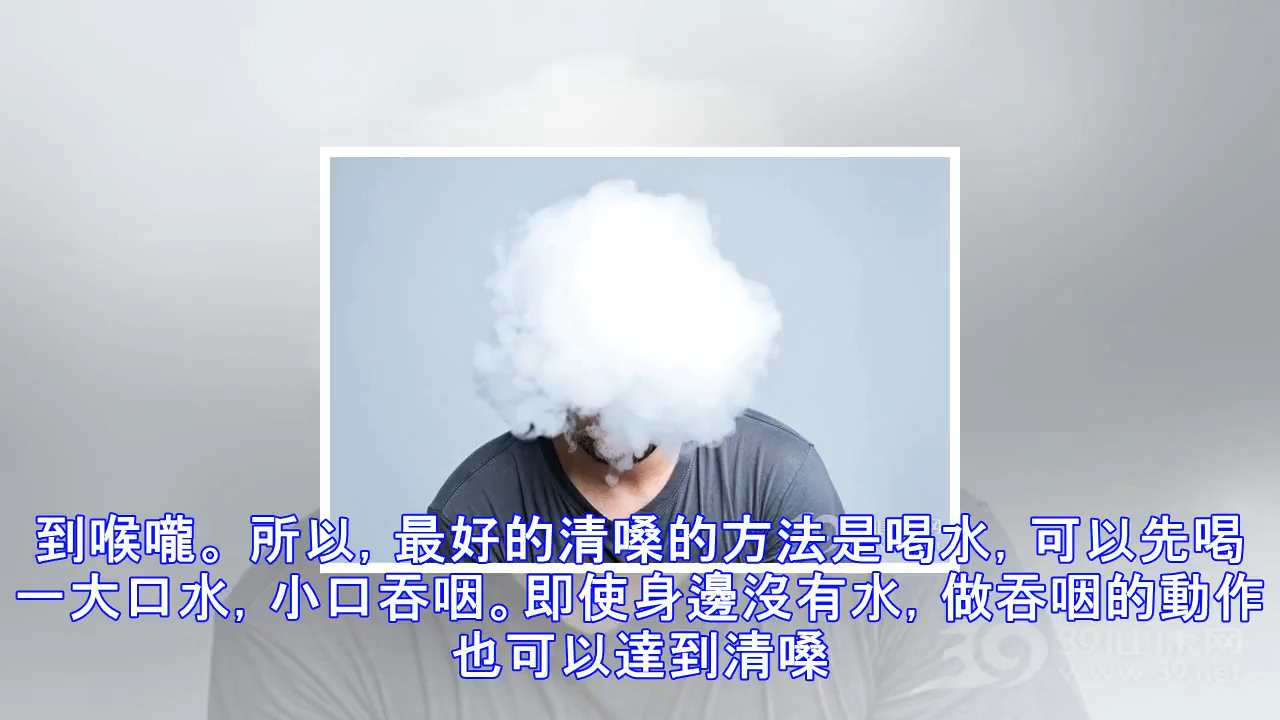 到喉嚨。所以，最好的清嗓的方法是喝水，可以先喝
一大口水，小口吞咽。即使身邊沒有水，做吞咽的動作
也可以達到清嗓